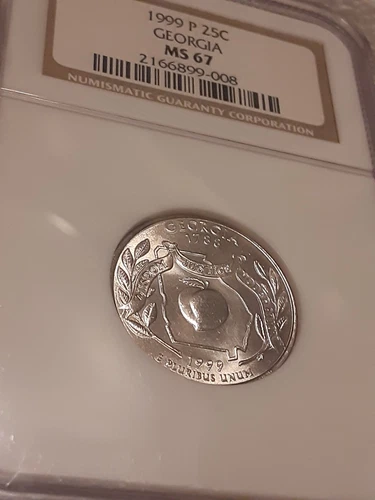 1999 P 25C
GEORGIA
MS 67
2166899-008
NUMISMATIC GUARANTY CORPORATION
GEORGIA
1788
1999
E PLURIBUS UNUM